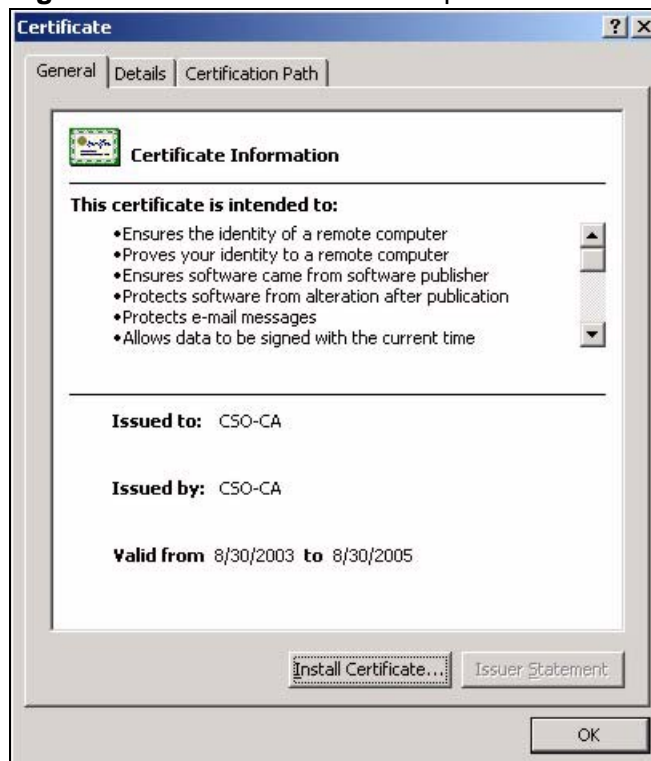 Certificate
General Details Certification Path
Certificate Information
This certificate is intended to:
•Ensures the identity of a remote computer
•Proves your identity to a remote computer
•Ensures software came from software publisher
•Protects software from alteration after publication
•Protects e-mail messages
•Allows data to be signed with the current time
Issued to: CSO-CA
Issued by: CSO-CA
Valid from 8/30/2003 to 8/30/2005
Install Certificate... Issuer Statement
OK